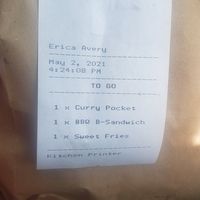 Erica Avery
May 2, 2021
4:24:08 PM
TO GO
1 x Curry Pocket
1 x BBQ B-Sandwich
1 x Sweet Fries
Kitchen Printer